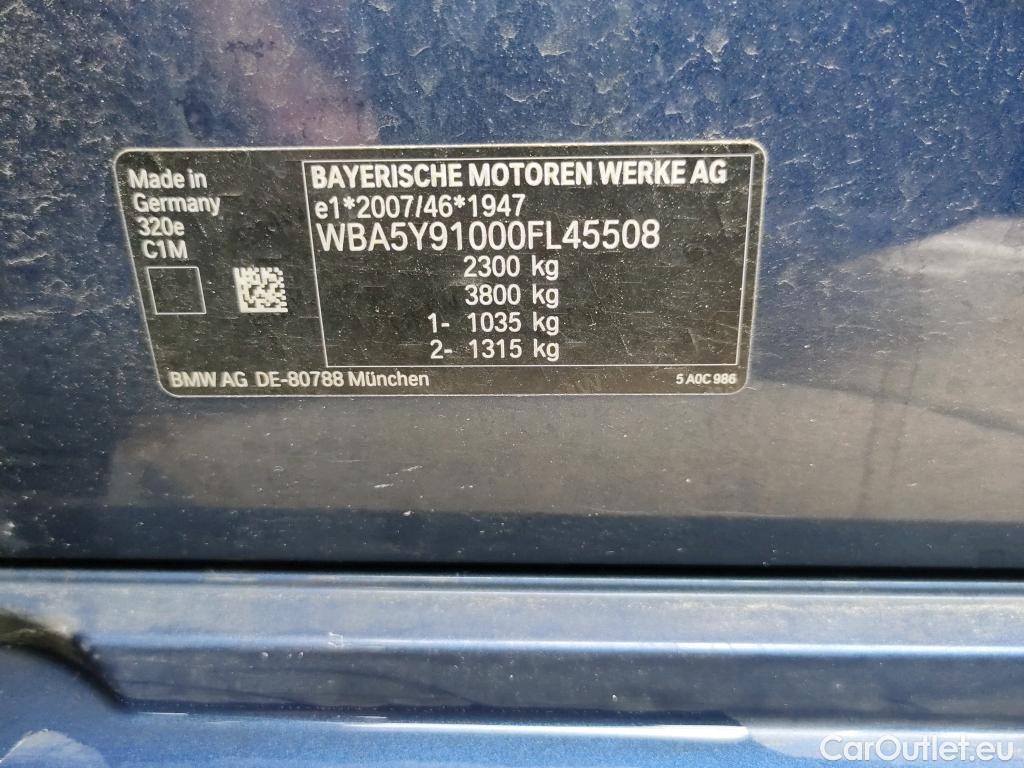 Made in
Germany
320e
C1M
BAYERISCHE MOTOREN WERKE AG
e1*2007/46*1947
WBA5Y91000FL45508
2300 kg
3800 kg
1- 1035 kg
2- 1315 kg
BMW AG DE-80788 München
5 A0C 986
CarOutlet.eu